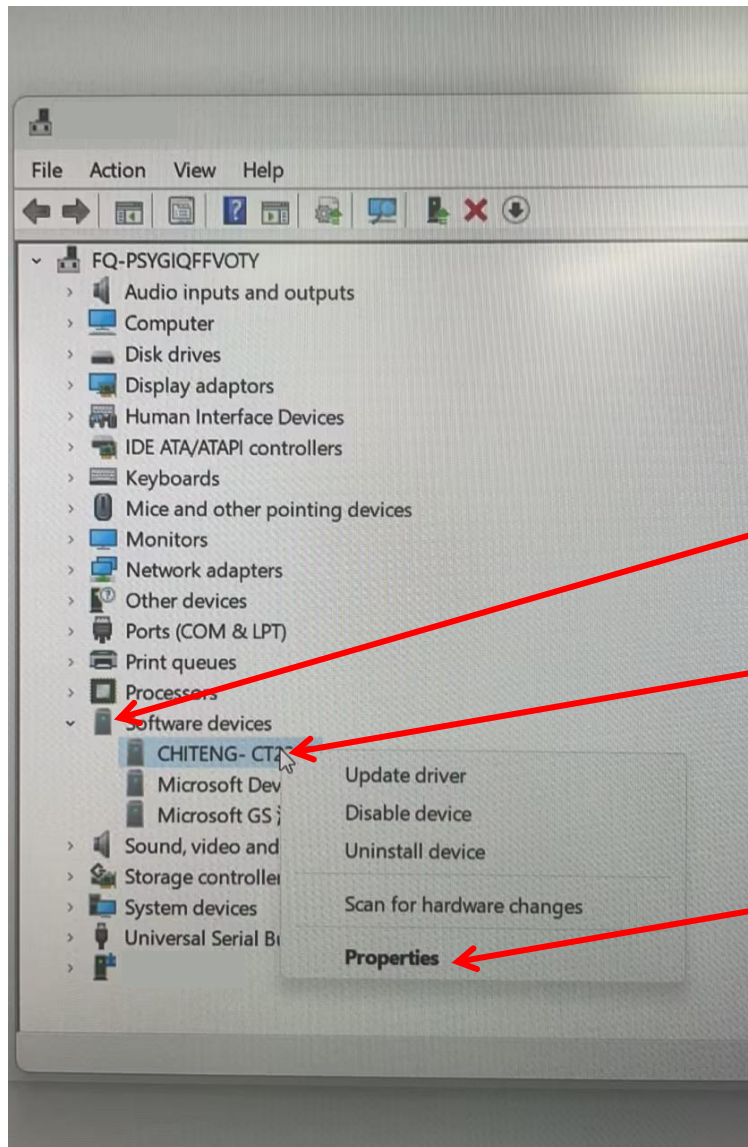 File Action View Help
FQ-PSYGIQFFVOTY
Audio inputs and outputs
Computer
Disk drives
Display adaptors
Human Interface Devices
IDE ATA/ATAPI controllers
Keyboards
Mice and other pointing devices
Monitors
Network adapters
Other devices
Ports (COM & LPT)
Print queues
Processors
Software devices
CHITENG- CT
Microsoft Dev
Microsoft GS
Sound, video and
Storage controller
System devices
Universal Serial B
Update driver
Disable device
Uninstall device
Scan for hardware changes
Properties